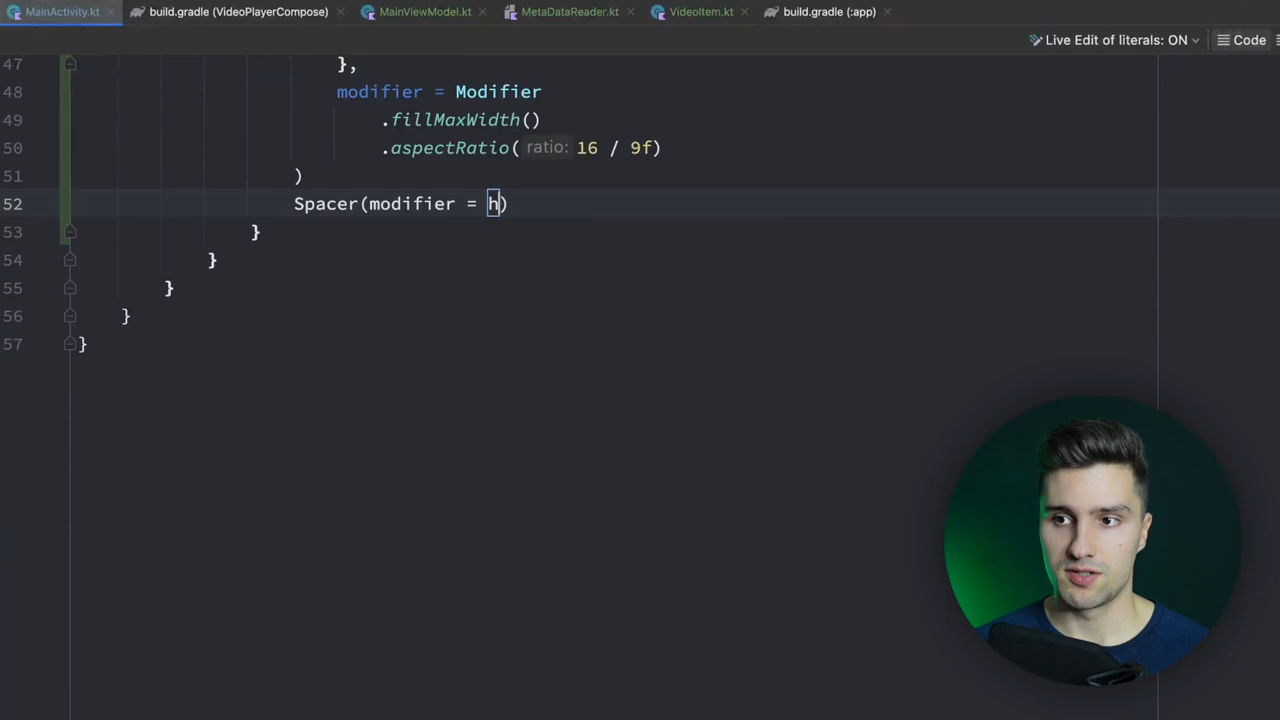 MainActivity.kt build.gradle (VideoPlayerCompose) MainViewModel.kt MetaDataReader.kt VideoItem.kt build.gradle (:app)
Live Edit of literals: ON Code
47 },
48 modifier = Modifier
49 .fillMaxWidth()
50 .aspectRatio( ratio: 16 / 9f)
51 )
52 Spacer(modifier = h)
53 }
54 }
55 }
56 }
57 }